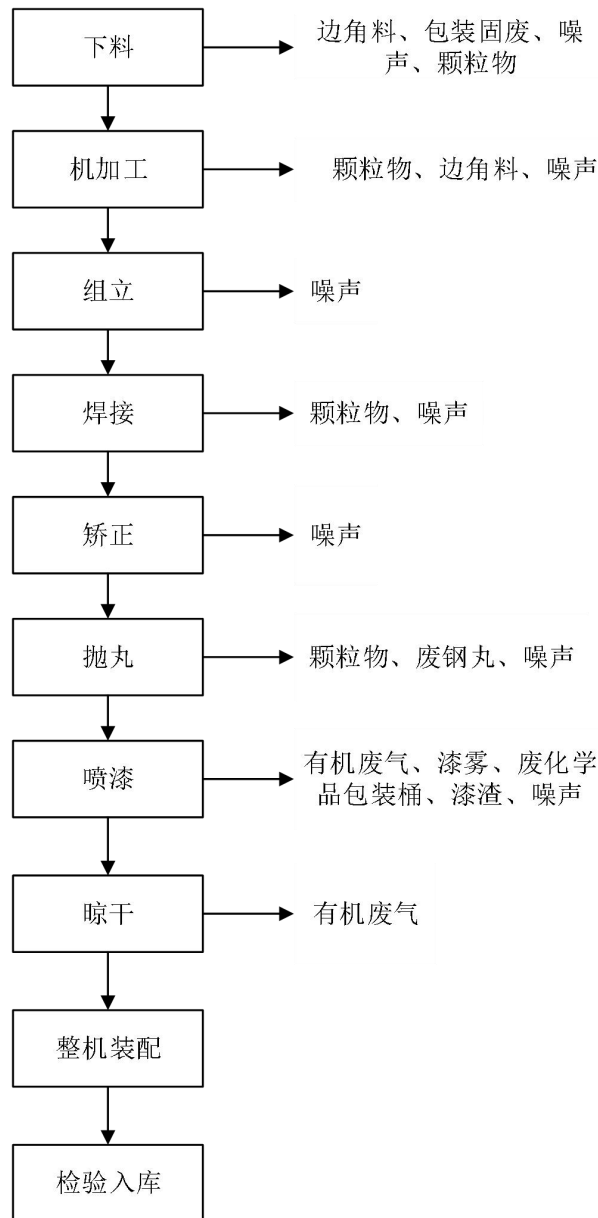 下料
边角料、包装固废、噪
声、颗粒物
机加工
颗粒物、边角料、噪声
组立
噪声
焊接
颗粒物、噪声
矫正
噪声
抛丸
颗粒物、废钢丸、噪声
喷漆
有机废气、漆雾、废化学
品包装桶、漆渣、噪声
晾干
有机废气
整机装配
检验入库